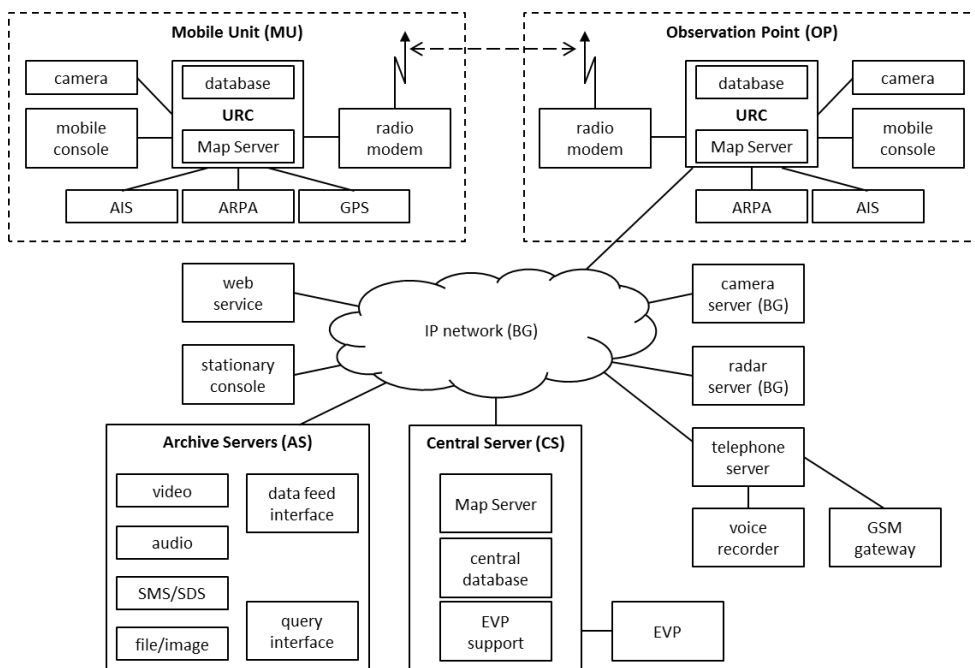 Mobile Unit (MU)
camera
database
URC
Map Server
mobile
console
radio
modem
AIS
ARPA
GPS
Observation Point (OP)
radio
modem
database
URC
Map Server
camera
mobile
console
ARPA
AIS
web
service
IP network (BG)
camera
server (BG)
stationary
console
radar
server (BG)
Archive Servers (AS)
video
audio
SMS/SDS
file/image
data feed
interface
query
interface
Central Server (CS)
Map Server
central
database
EVP
support
EVP
telephone
server
voice
recorder
GSM
gateway